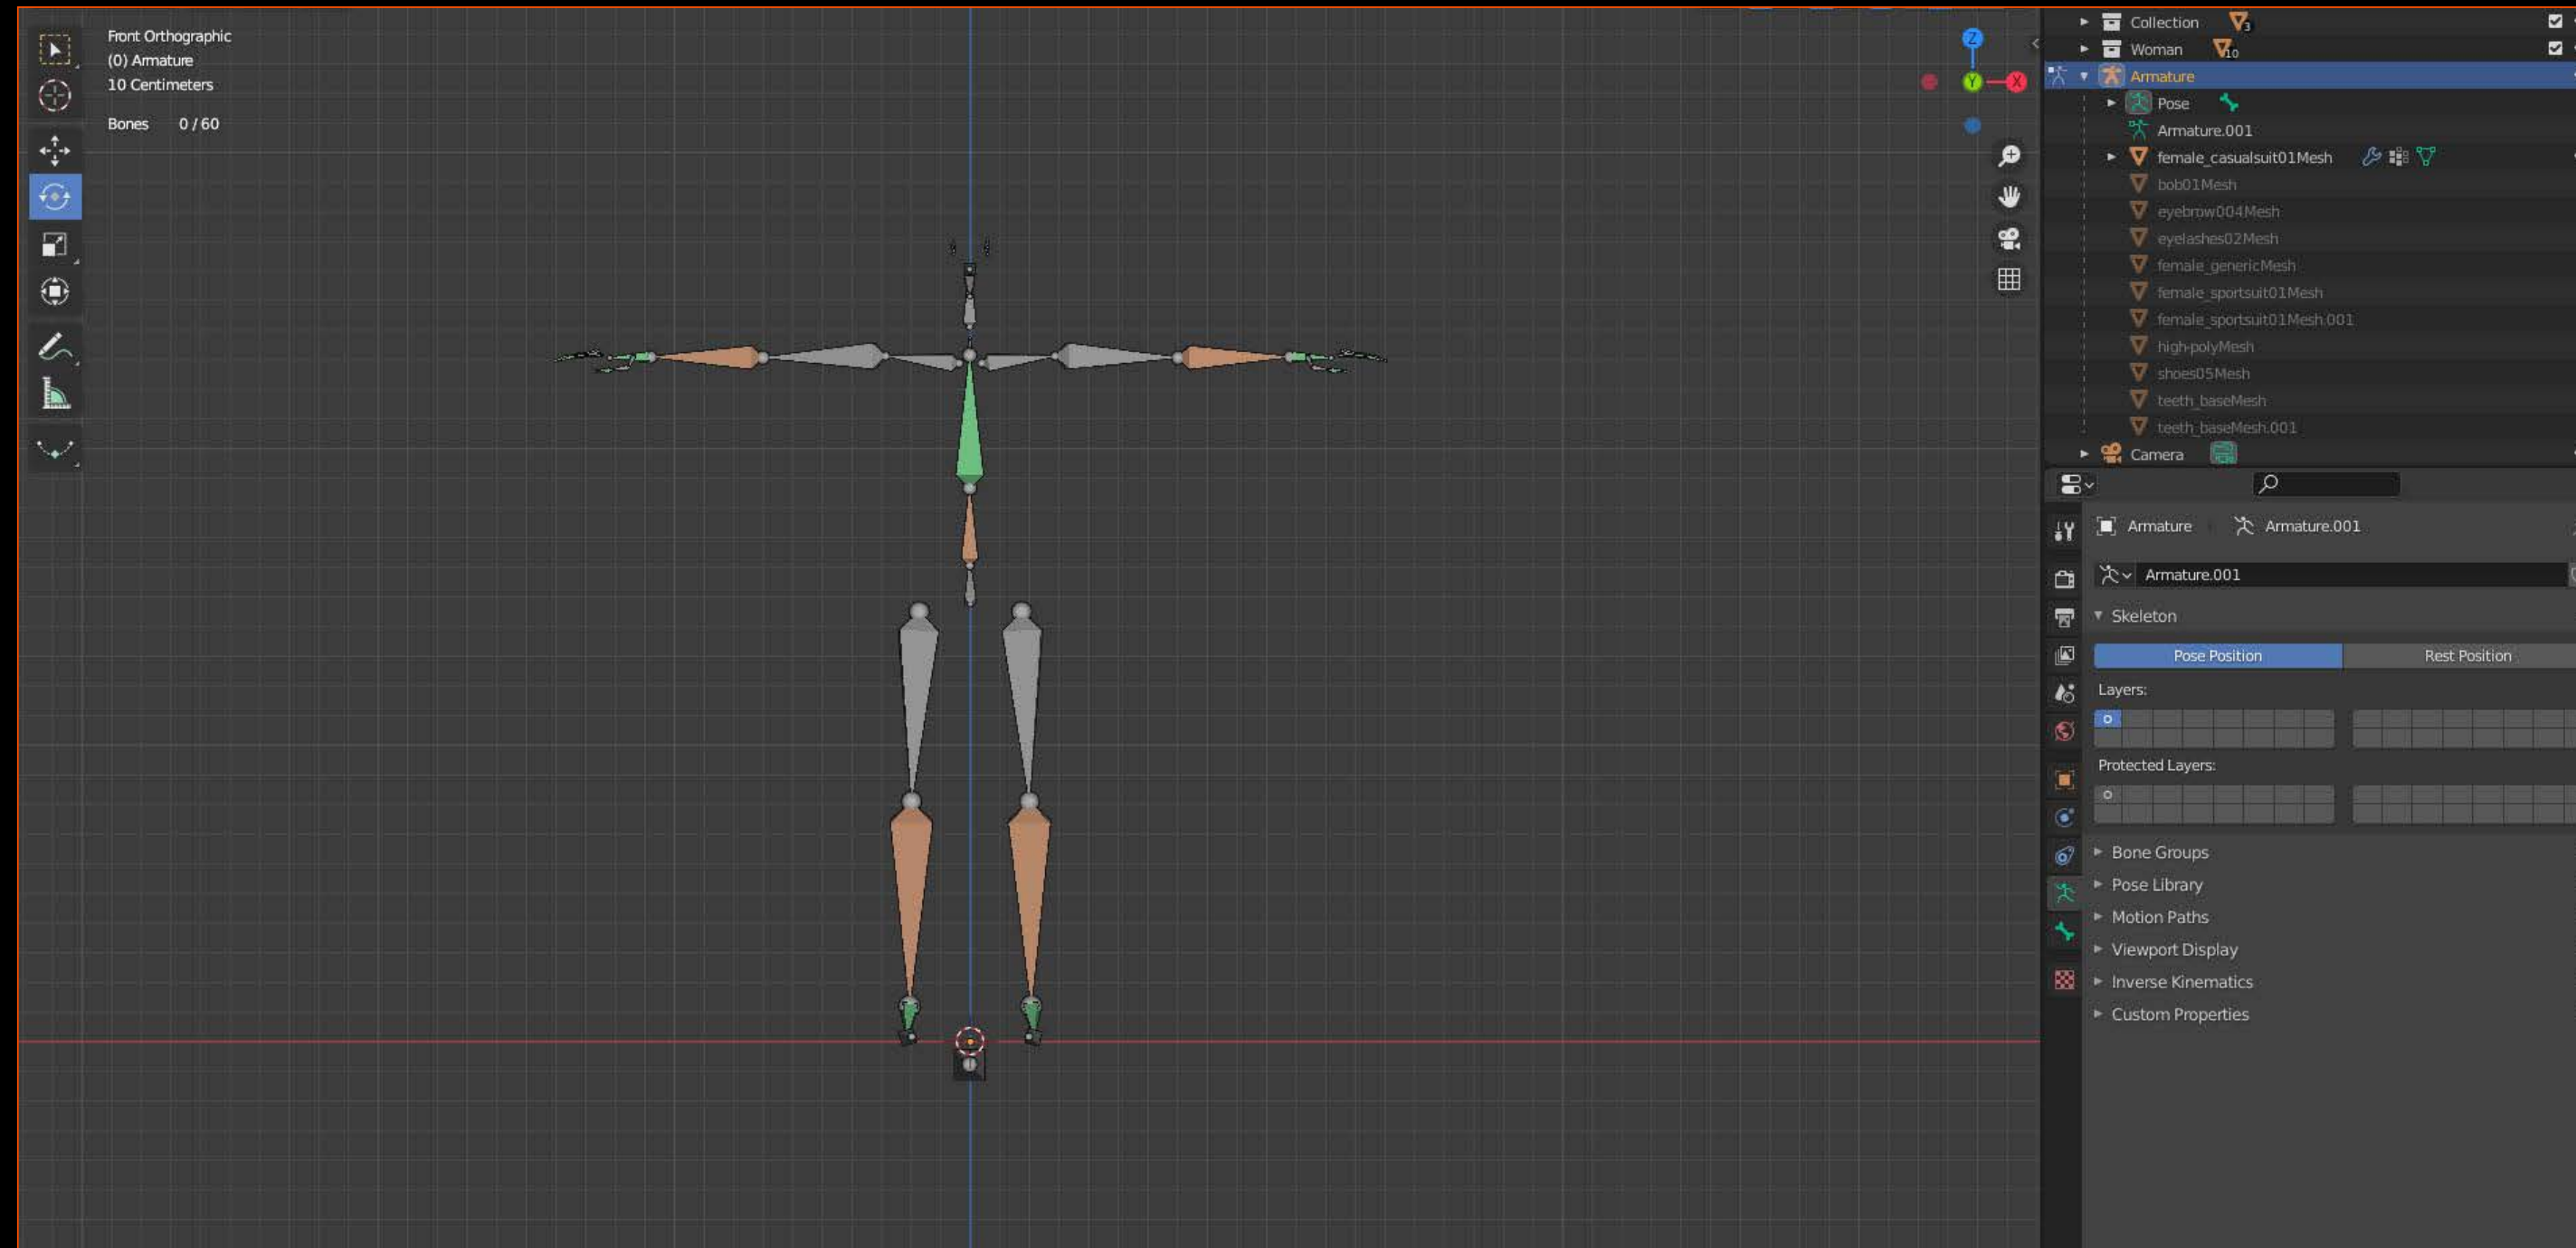 Front Orthographic
(0) Armature
10 Centimeters
Bones 0 / 60
Z
Y
X
Collection 3
Woman 10
Armature
Pose
Armature.001
female_casualsuit01Mesh
bob01Mesh
eyebrow004Mesh
eyelashes02Mesh
female_genericMesh
female_sportsuit01Mesh
female_sportsuit01Mesh.001
high-polyMesh
shoes05Mesh
teeth_baseMesh
teeth_baseMesh.001
Camera
Armature Armature.001
Armature.001
Skeleton
Pose Position Rest Position
Layers:
Protected Layers:
Bone Groups
Pose Library
Motion Paths
Viewport Display
Inverse Kinematics
Custom Properties